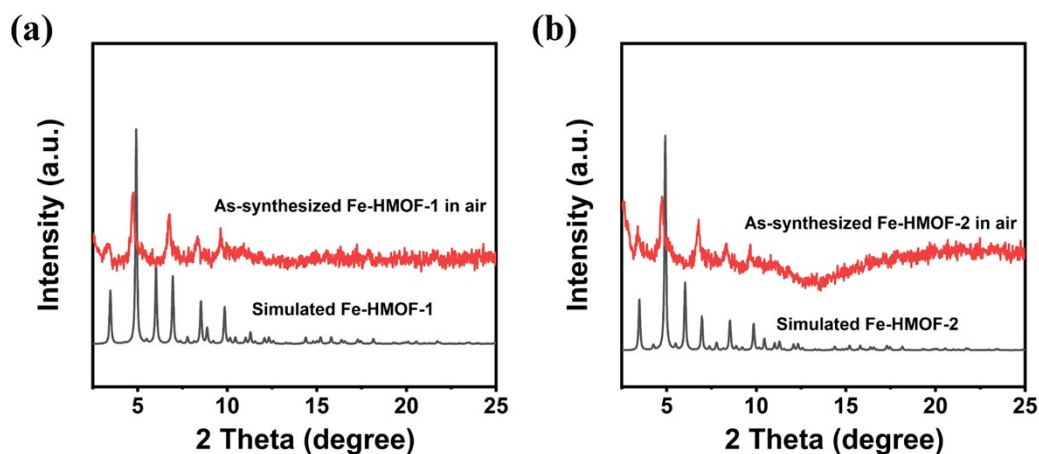 (a)
Intensity (a.u.)
As-synthesized Fe-HMOF-1 in air
Simulated Fe-HMOF-1
5 10 15 20 25
2 Theta (degree)
(b)
Intensity (a.u.)
As-synthesized Fe-HMOF-2 in air
Simulated Fe-HMOF-2
5 10 15 20 25
2 Theta (degree)